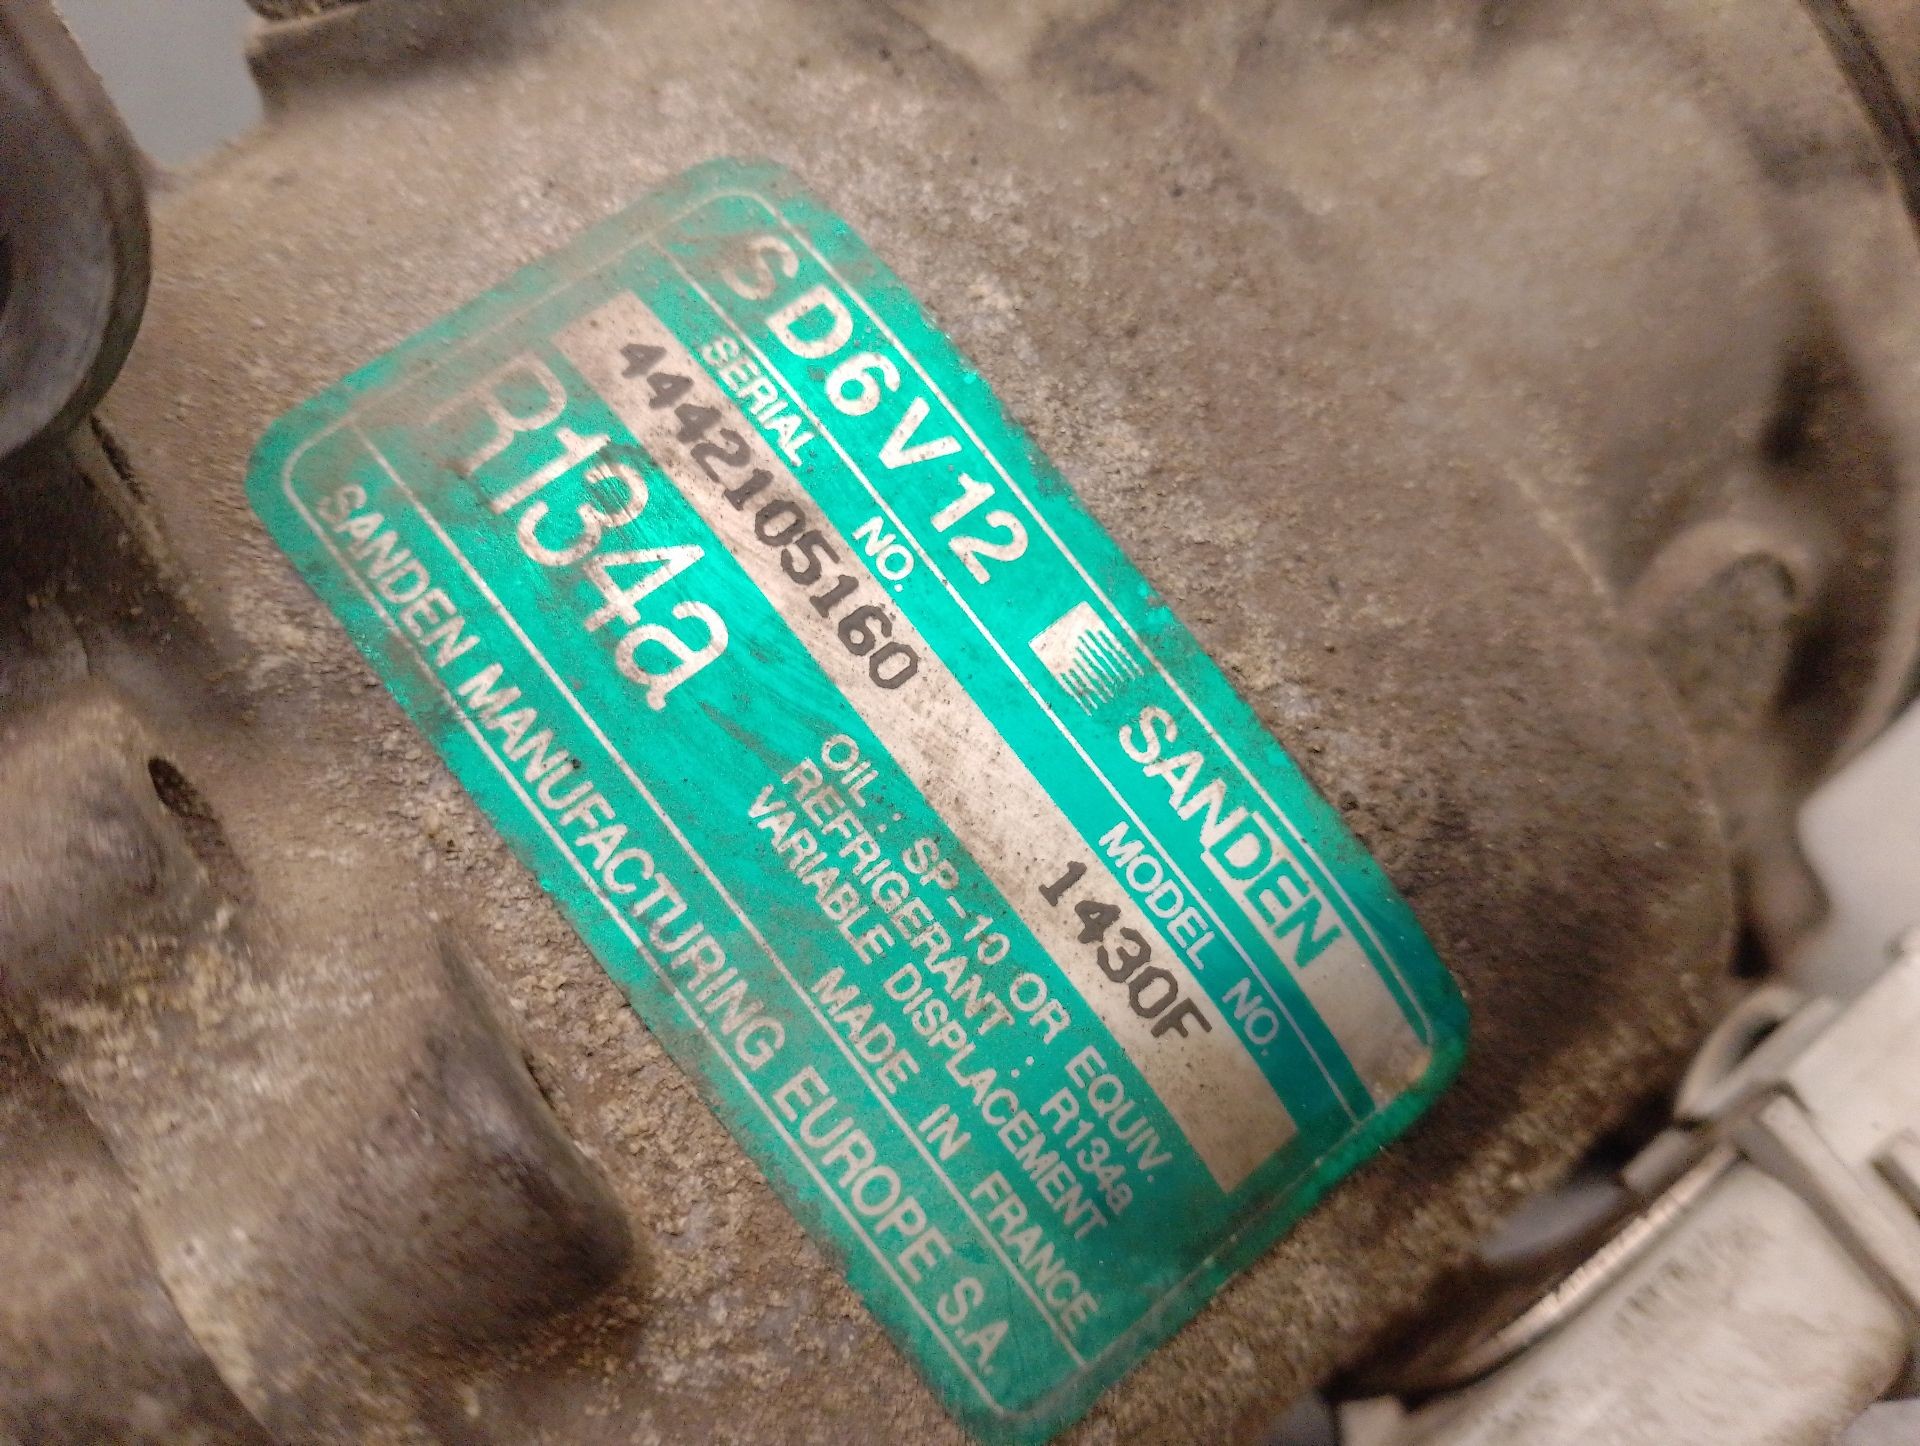 SD6V12 SANDEN
SERIAL NO. MODEL NO.
4442105160 1430F
R134a
OIL : SP-10 OR EQUIV.
REFRIGERANT : R134a
VARIABLE DISPLACEMENT
MADE IN FRANCE
SANDEN MANUFACTURING EUROPE S.A.